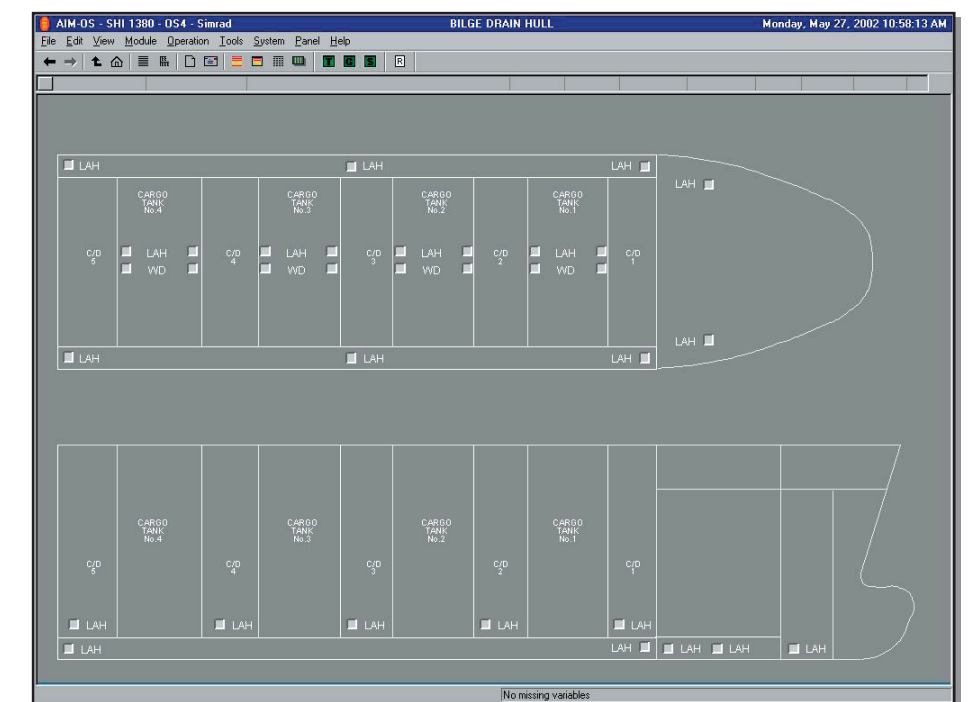 AIM-OS - SHI 1380 - OS4 - Simrad BILGE DRAIN HULL Monday, May 27, 2002 10:58:13 AM
File Edit View Module Operation Tools System Panel Help
T G S R
LAH LAH LAH
LAH
CARGO TANK No.4
CARGO TANK No.3
CARGO TANK No.2
CARGO TANK No.1
C/D 5
LAH
WD
C/D 4
LAH
WD
C/D 3
LAH
WD
C/D 2
LAH
WD
C/D 1
LAH
LAH LAH LAH
CARGO TANK No.4
CARGO TANK No.3
CARGO TANK No.2
CARGO TANK No.1
C/D 5
C/D 4
C/D 3
C/D 2
C/D 1
LAH LAH LAH LAH LAH
LAH LAH LAH LAH LAH
No missing variables